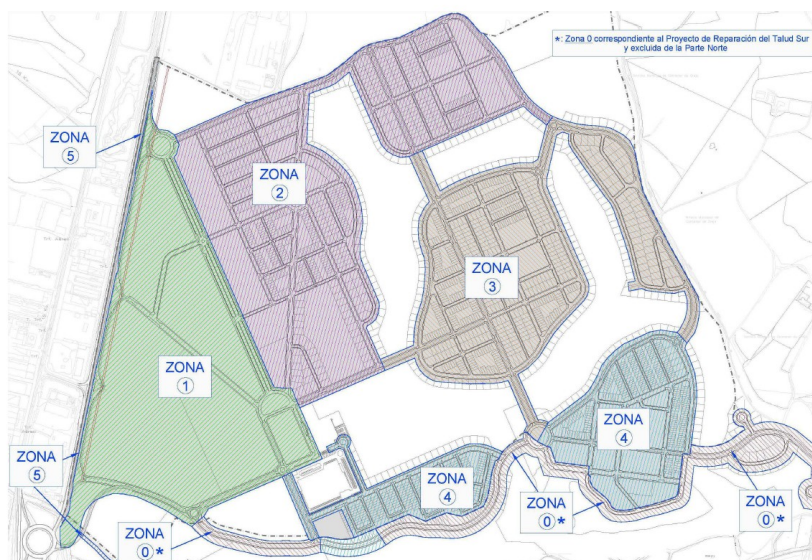 *: Zona 0 correspondiente al Proyecto de Reparación del Talud Sur
y excluida de la Parte Norte
ZONA
5
ZONA
2
ZONA
3
ZONA
1
ZONA
4
ZONA
5
ZONA
4
ZONA
0*
ZONA
0*
ZONA
0*